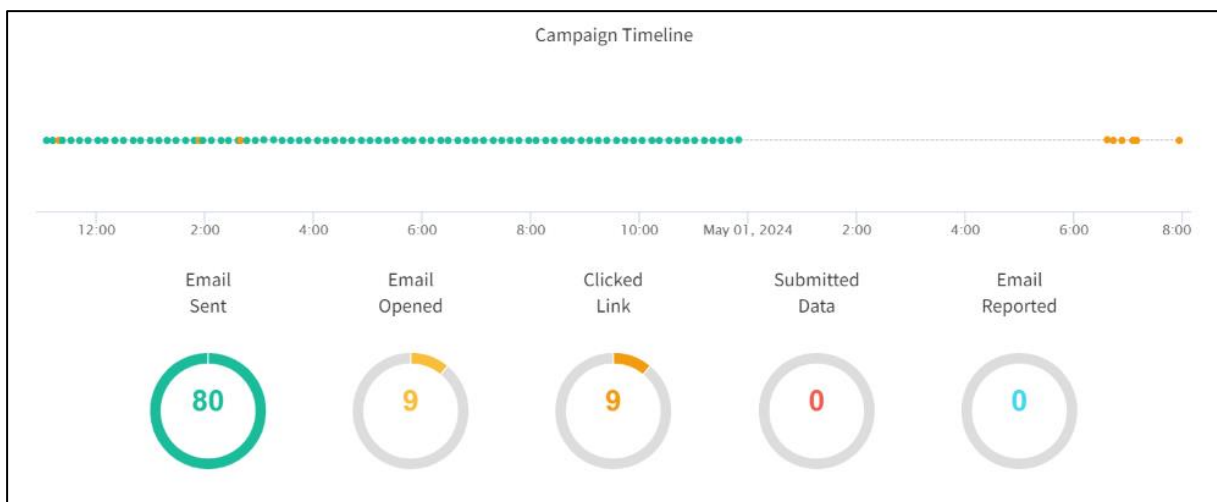 Campaign Timeline
12:00 2:00 4:00 6:00 8:00 10:00 May 01, 2024 2:00 4:00 6:00 8:00
Email
Sent
Email
Opened
Clicked
Link
Submitted
Data
Email
Reported
80 9 9 0 0